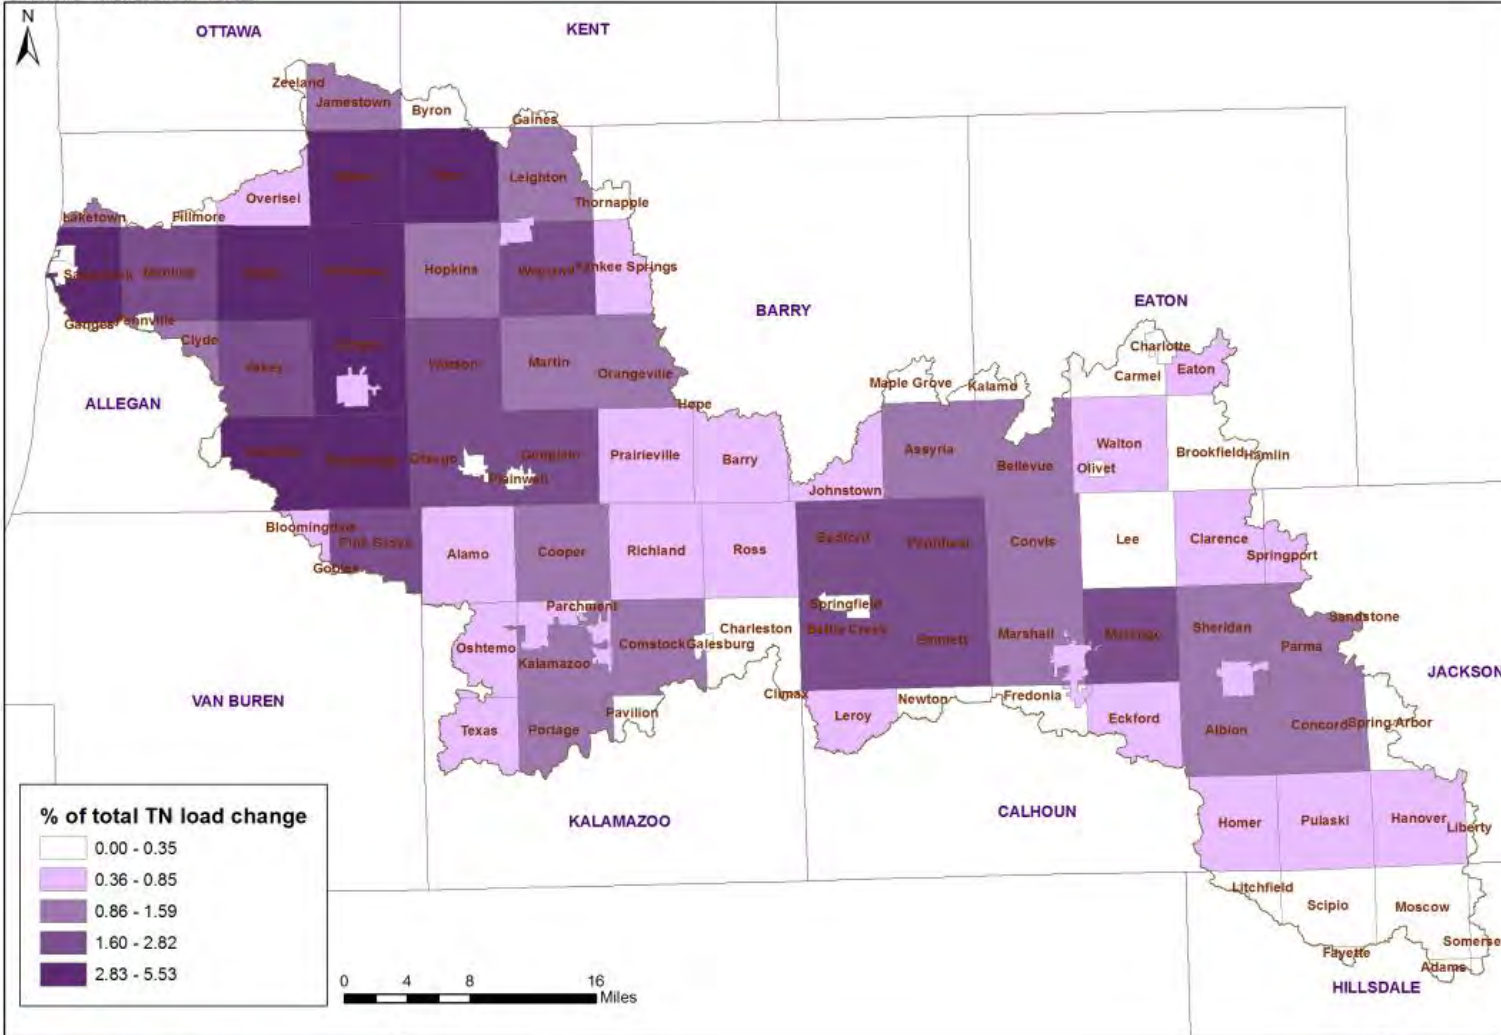 N
OTTAWA
KENT
Zeeland
Jamestown
Byron
Gaines
Leighton
Overisel
Thornapple
Laketown
Fillmore
Hopkins
Yankee Springs
Ganges
Fennville
Clyde
Watson
Martin
Orangeville
Hope
BARRY
EATON
ALLEGAN
Charlotte
Carmel
Eaton
Maple Grove
Kalamo
Otsego
Gunplain
Plainwell
Prairieville
Barry
Johnstown
Assyria
Bellevue
Walton
Olivet
Brookfield
Hamlin
Bloomingdale
Pine Grove
Gobles
Alamo
Cooper
Richland
Ross
Bedford
Pennfield
Convis
Lee
Clarence
Springport
Parchment
Springfield
Oshtemo
Kalamazoo
Comstock
Galesburg
Charleston
Battle Creek
Emmett
Marshall
Marengo
Sheridan
Sandstone
Parma
JACKSON
VAN BUREN
Climax
Texas
Portage
Pavilion
Leroy
Newton
Fredonia
Eckford
Albion
Concord
Spring Arbor
KALAMAZOO
CALHOUN
Homer
Pulaski
Hanover
Liberty
Litchfield
Scipio
Moscow
Fayette
Adams
HILLSDALE
% of total TN load change
0.00 - 0.35
0.36 - 0.85
0.86 - 1.59
1.60 - 2.82
2.83 - 5.53
0 4 8 16
Miles